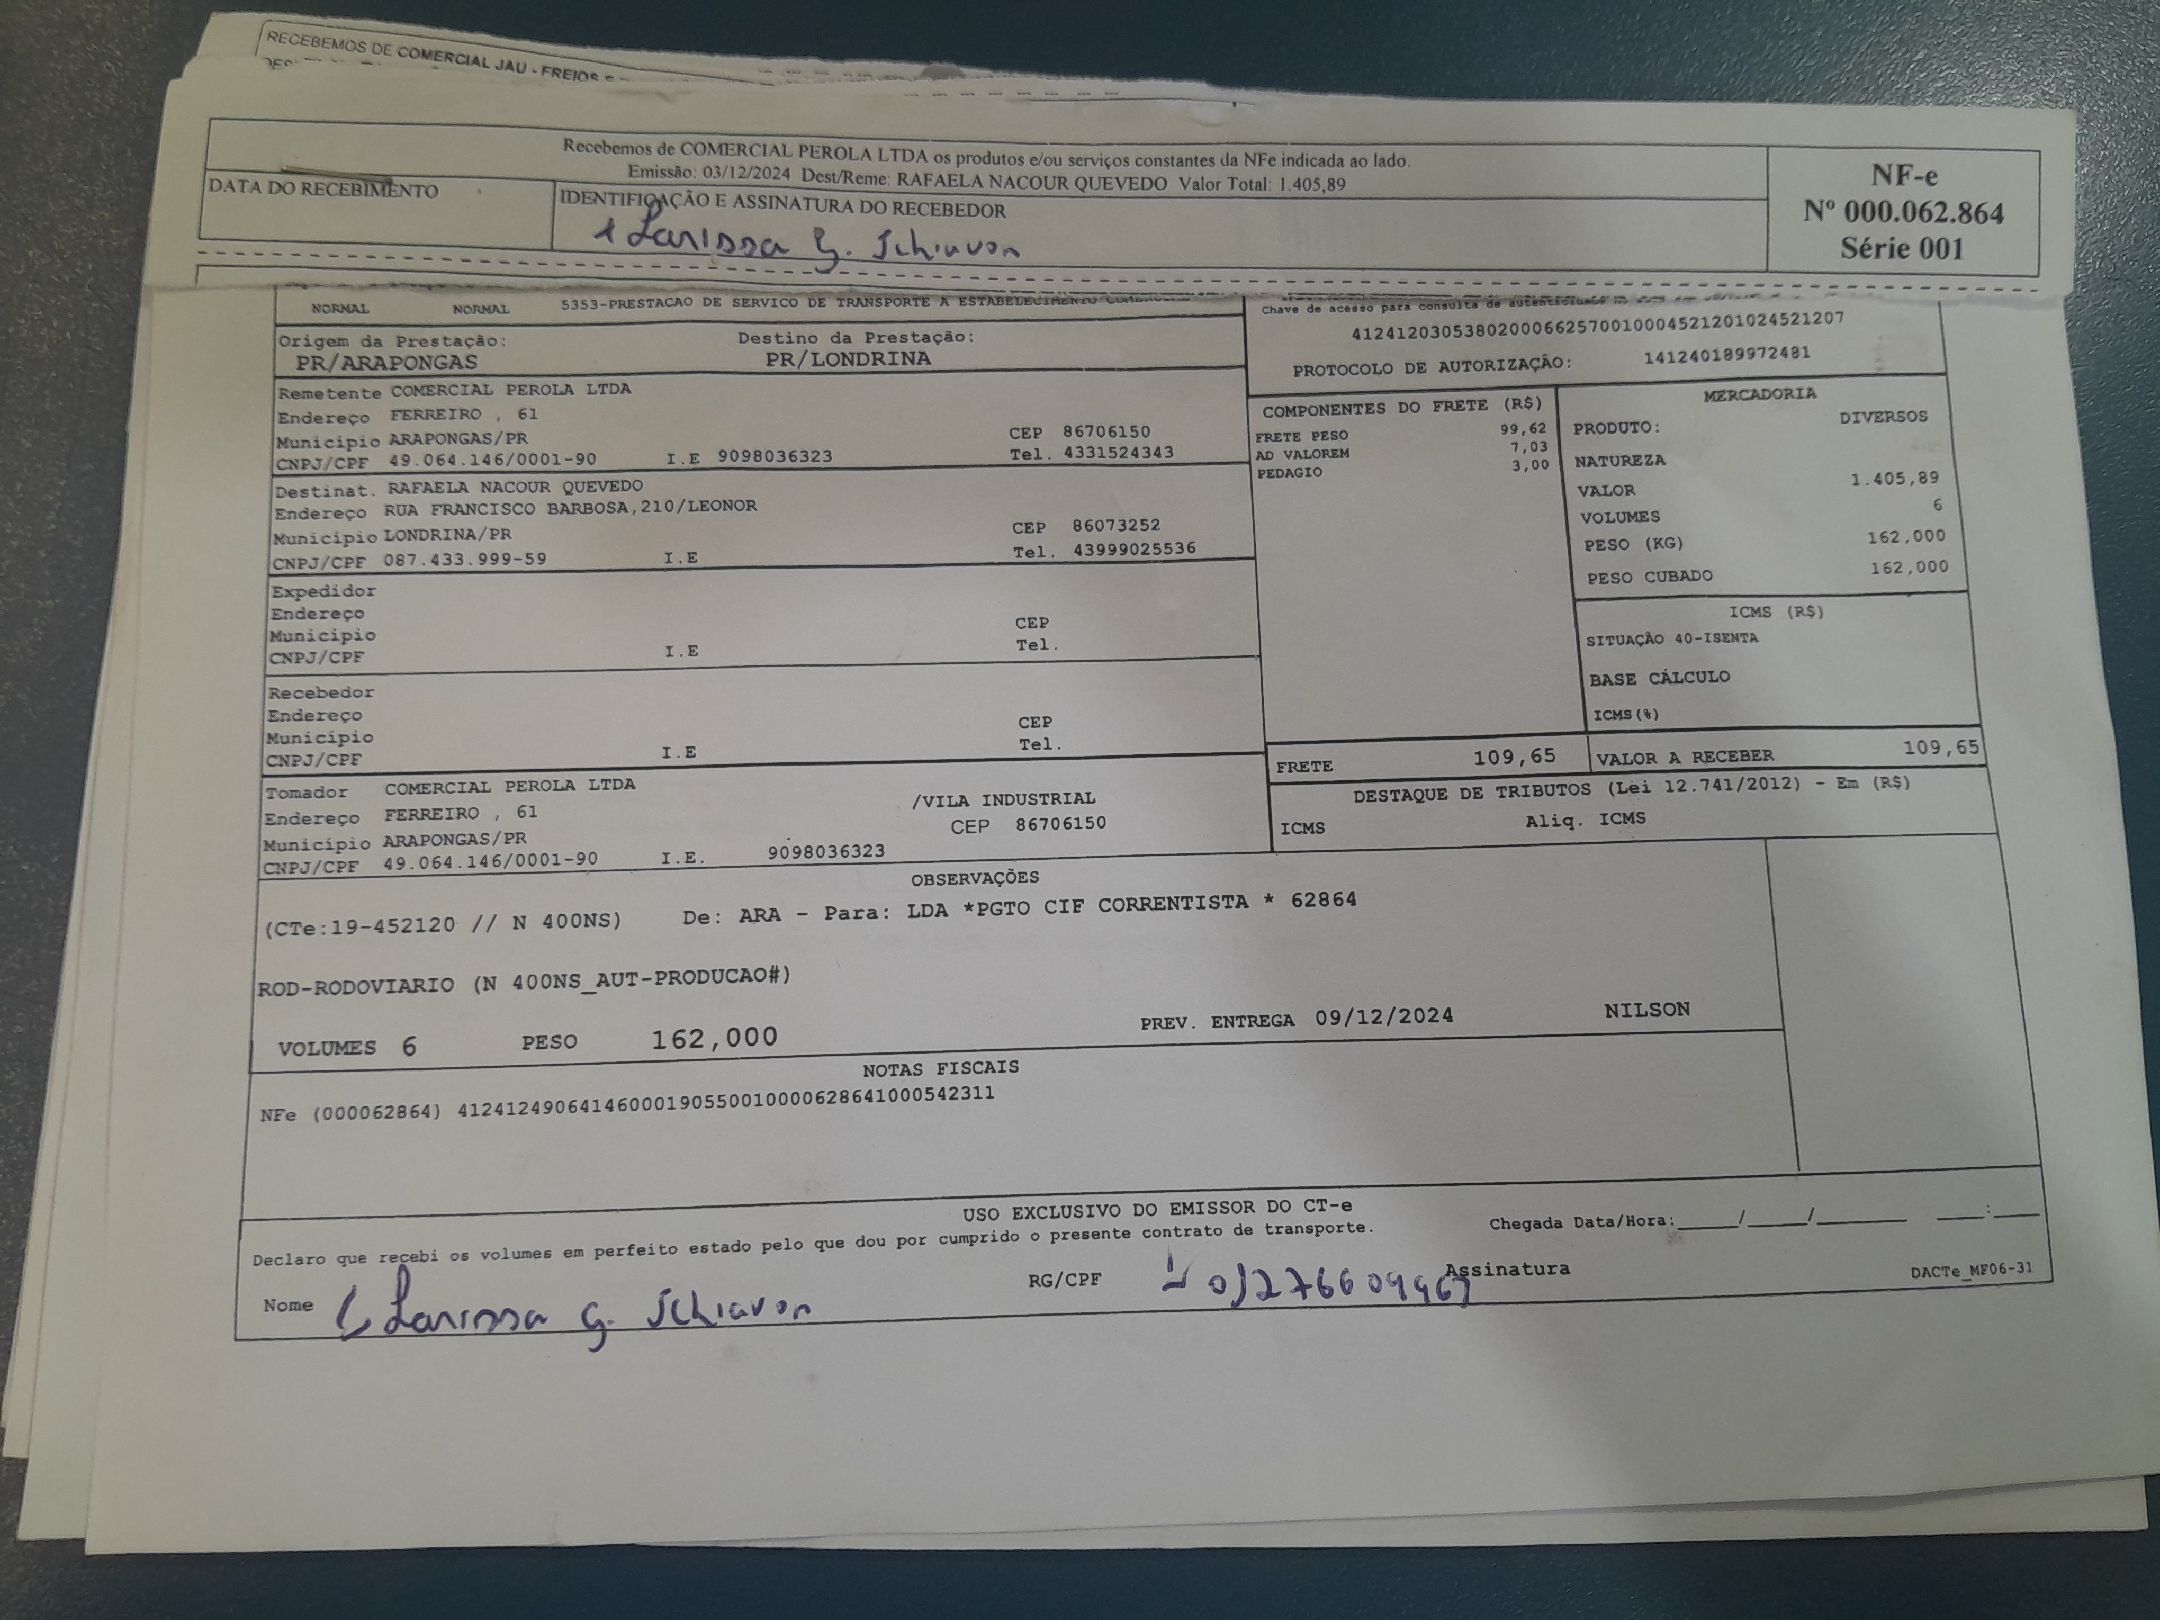 RECEBEMOS DE COMERCIAL JAU - FREIOS E
Recebemos de COMERCIAL PEROLA LTDA os produtos e/ou serviços constantes da NFe indicada ao lado.
Emissão: 03/12/2024 Dest/Reme: RAFAELA NACOUR QUEVEDO Valor Total: 1.405,89
DATA DO RECEBIMENTO
IDENTIFICAÇÃO E ASSINATURA DO RECEBEDOR
Larissa G. Schiavon
NF-e
Nº 000.062.864
Série 001
NORMAL NORMAL 5353-PRESTACAO DE SERVICO DE TRANSPORTE A ESTABELECIMENTO
Chave de acesso para consulta de
41241203053802000662570010004521201024521207
PROTOCOLO DE AUTORIZAÇÃO: 141240189972481
Origem da Prestação: Destino da Prestação:
PR/ARAPONGAS PR/LONDRINA
Remetente COMERCIAL PEROLA LTDA
Endereço FERREIRO , 61
Município ARAPONGAS/PR CEP 86706150
CNPJ/CPF 49.064.146/0001-90 I.E 9098036323 Tel. 4331524343
Destinat. RAFAELA NACOUR QUEVEDO
Endereço RUA FRANCISCO BARBOSA,210/LEONOR
Município LONDRINA/PR CEP 86073252
CNPJ/CPF 087.433.999-59 I.E Tel. 43999025536
Expedidor
Endereço
Município CEP
CNPJ/CPF I.E Tel.
Recebedor
Endereço
Município CEP
CNPJ/CPF I.E Tel.
Tomador COMERCIAL PEROLA LTDA
Endereço FERREIRO , 61 /VILA INDUSTRIAL
Município ARAPONGAS/PR CEP 86706150
CNPJ/CPF 49.064.146/0001-90 I.E. 9098036323
COMPONENTES DO FRETE (R$)
FRETE PESO 99,62
AD VALOREM 7,03
PEDAGIO 3,00
MERCADORIA
PRODUTO: DIVERSOS
NATUREZA
VALOR 1.405,89
VOLUMES 6
PESO (KG) 162,000
PESO CUBADO 162,000
ICMS (R$)
SITUAÇÃO 40-ISENTA
BASE CÁLCULO
ICMS(%)
FRETE 109,65 VALOR A RECEBER 109,65
DESTAQUE DE TRIBUTOS (Lei 12.741/2012) - Em (R$)
ICMS Aliq. ICMS
OBSERVAÇÕES
(CTe:19-452120 // N 400NS) De: ARA - Para: LDA *PGTO CIF CORRENTISTA * 62864
ROD-RODOVIARIO (N 400NS_AUT-PRODUCAO#)
VOLUMES 6 PESO 162,000 PREV. ENTREGA 09/12/2024 NILSON
NOTAS FISCAIS
NFe (000062864) 41241249064146000190550010000628641000542311
USO EXCLUSIVO DO EMISSOR DO CT-e
Declaro que recebi os volumes em perfeito estado pelo que dou por cumprido o presente contrato de transporte.
Chegada Data/Hora:_____/_____/________ ___:____
Nome Larissa G. Schiavon RG/CPF Assinatura
DACTe_MF06-31